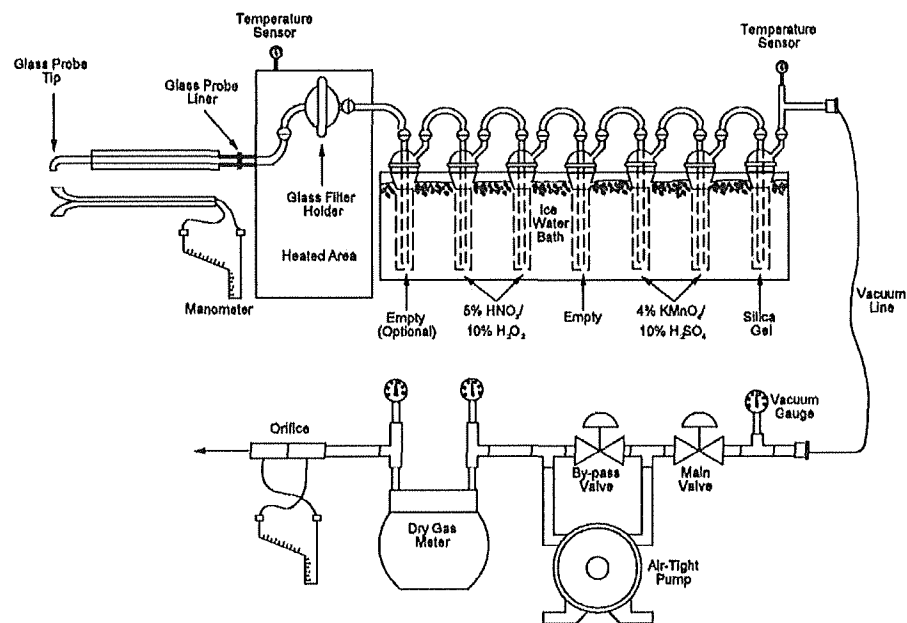 Temperature
Sensor
Temperature
Sensor
Glass Probe
Tip
Glass Probe
Liner
Glass Filter
Holder
Heated Area
Manometer
Ice
Water
Bath
Empty
(Optional)
5% HNO₃/
10% H₂O₂
Empty
4% KMnO₄/
10% H₂SO₄
Silica
Gel
Vacuum
Line
Orifice
Dry Gas
Meter
By-pass
Valve
Main
Valve
Vacuum
Gauge
Air-Tight
Pump